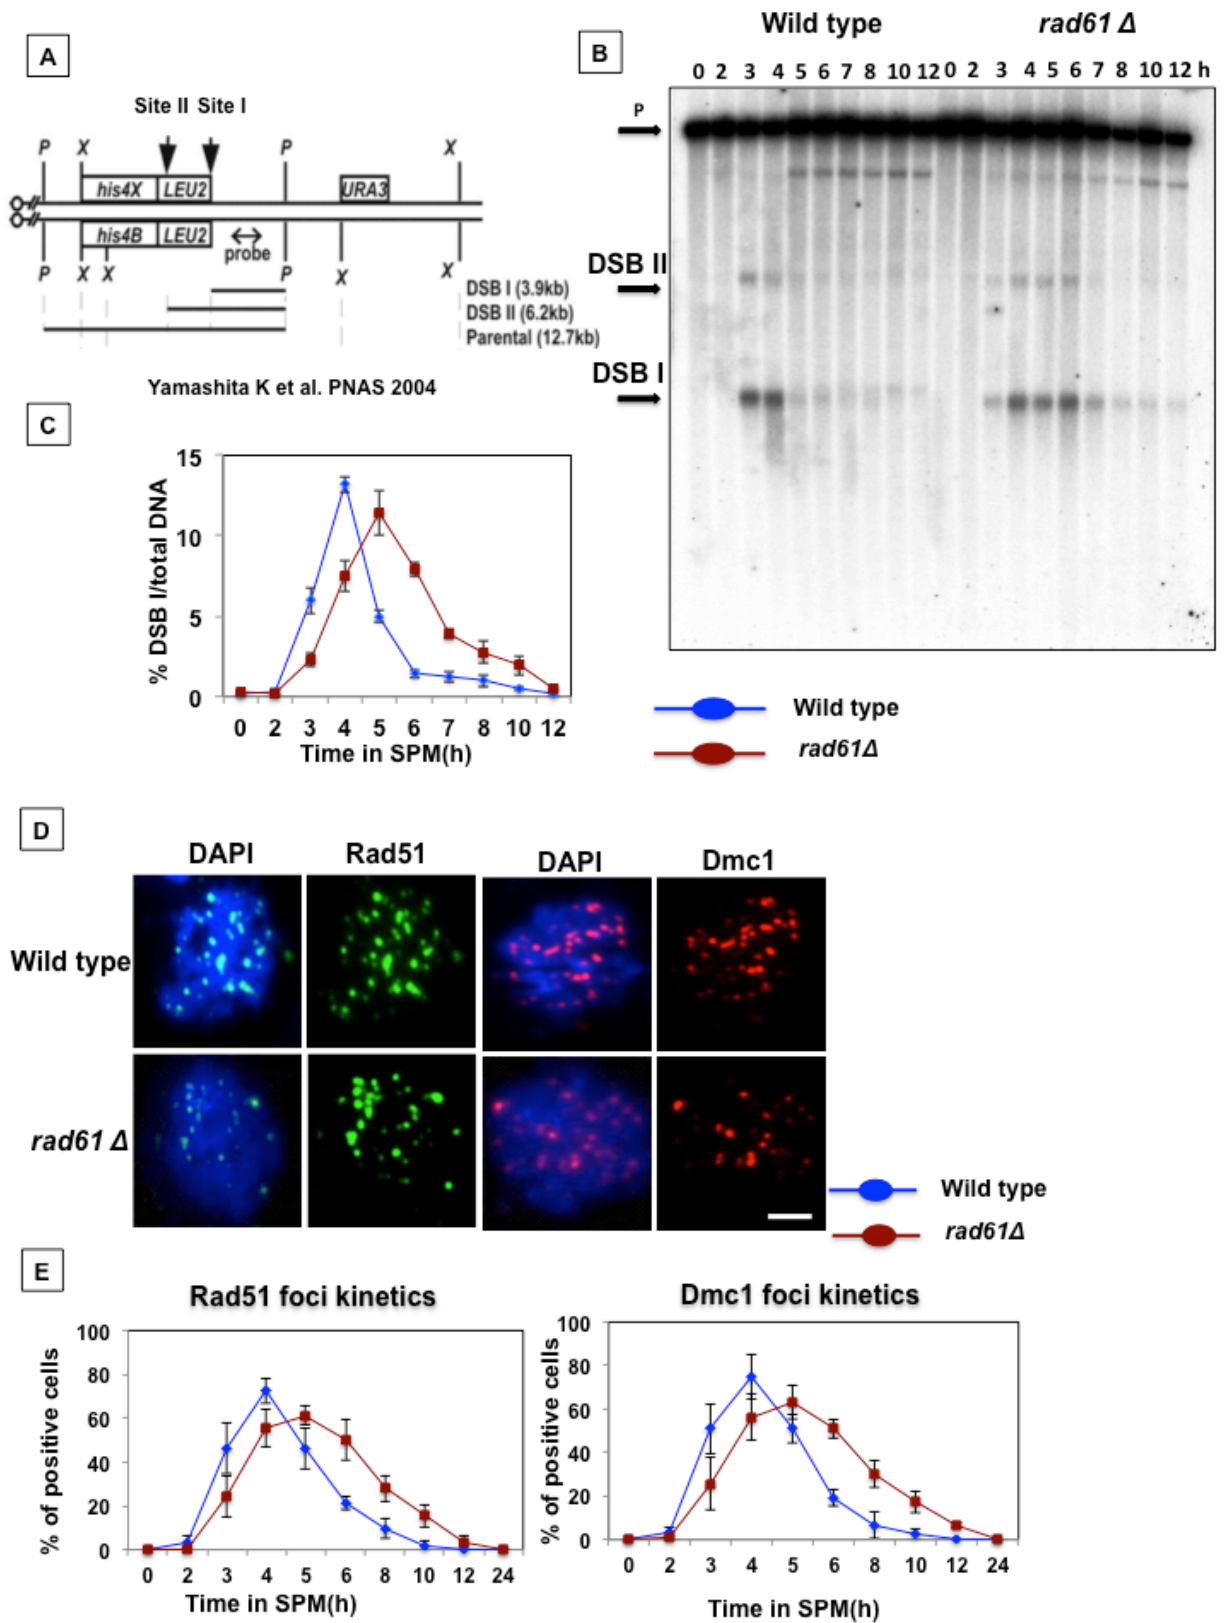 A
Site II Site I
P X P X
his4X LEU2 URA3
his4B LEU2
probe
P X X P X X
DSB I (3.9kb)
DSB II (6.2kb)
Parental (12.7kb)
Yamashita K et al. PNAS 2004
B
Wild type rad61 Δ
0 2 3 4 5 6 7 8 10 12 0 2 3 4 5 6 7 8 10 12 h
P
DSB II
DSB I
C
% DSB I/total DNA
15
10
5
0
0 2 3 4 5 6 7 8 10 12
Time in SPM(h)
Wild type
rad61Δ
D
DAPI Rad51 DAPI Dmc1
Wild type
rad61 Δ
Wild type
rad61Δ
E
Rad51 foci kinetics
% of positive cells
100
80
60
40
20
0
0 2 3 4 5 6 8 10 12 24
Time in SPM(h)
Dmc1 foci kinetics
% of positive cells
100
80
60
40
20
0
0 2 3 4 5 6 8 10 12 24
Time in SPM(h)